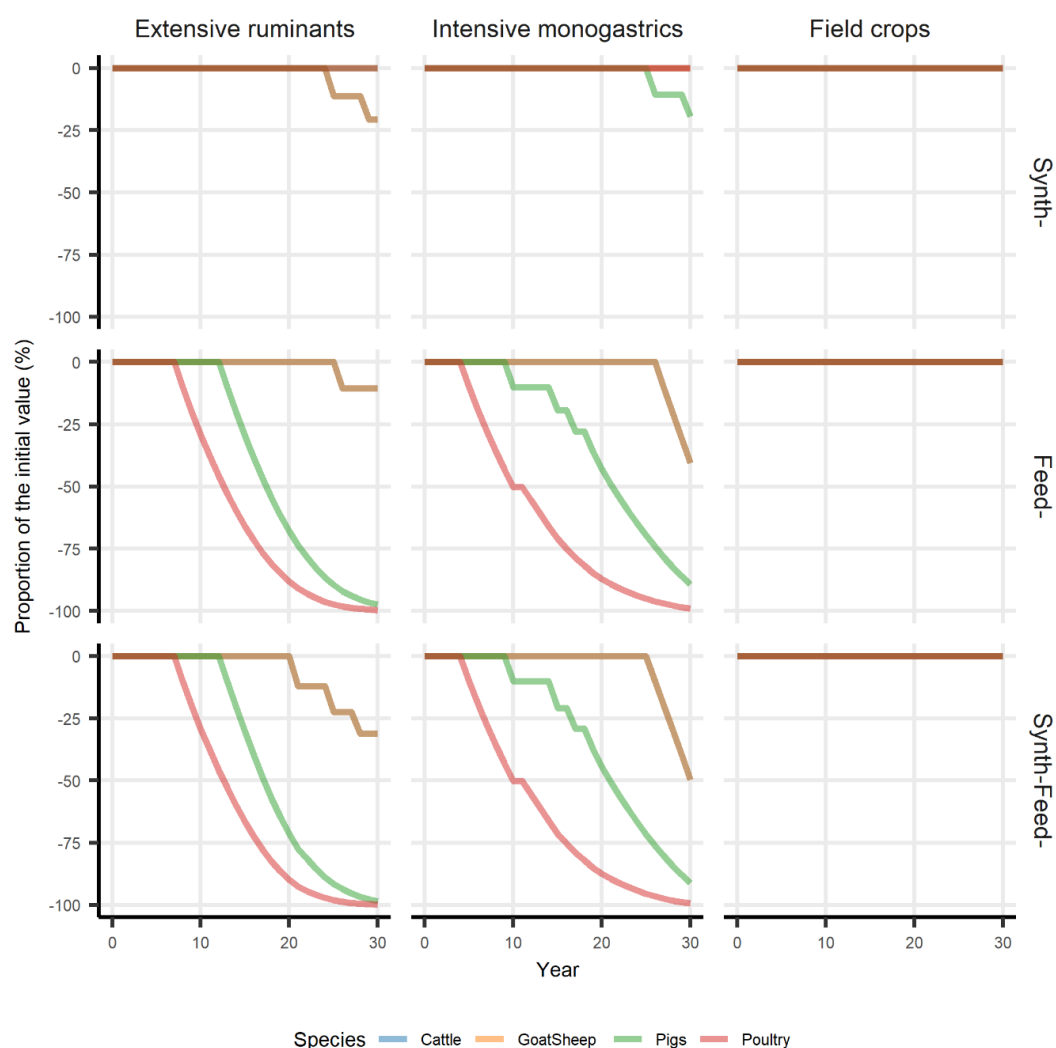 Extensive ruminants Intensive monogastrics Field crops
0
-25
-50
-75
-100
Synth-
0
-25
-50
-75
-100
Feed-
0
-25
-50
-75
-100
Synth-Feed-
Proportion of the initial value (%)
0 10 20 30 0 10 20 30 0 10 20 30
Year
Species Cattle GoatSheep Pigs Poultry